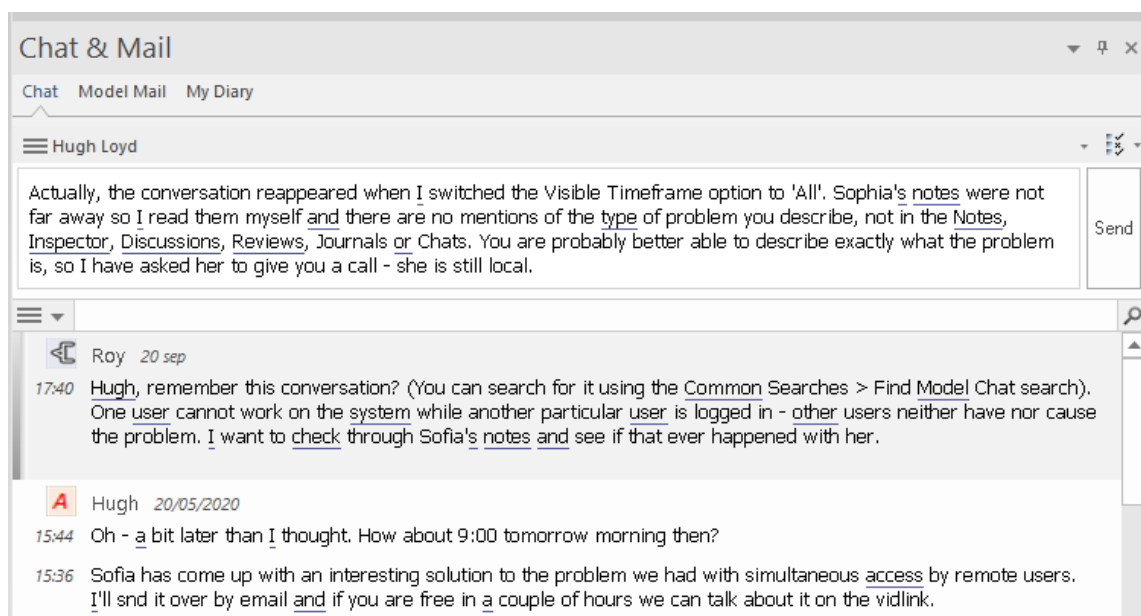 Chat & Mail
Chat Model Mail My Diary
Hugh Loyd
Actually, the conversation reappeared when I switched the Visible Timeframe option to 'All'. Sophia's notes were not
far away so I read them myself and there are no mentions of the type of problem you describe, not in the Notes,
Inspector, Discussions, Reviews, Journals or Chats. You are probably better able to describe exactly what the problem
is, so I have asked her to give you a call - she is still local.
Send
Roy 20 sep
17:40 Hugh, remember this conversation? (You can search for it using the Common Searches > Find Model Chat search).
One user cannot work on the system while another particular user is logged in - other users neither have nor cause
the problem. I want to check through Sofia's notes and see if that ever happened with her.
A Hugh 20/05/2020
15:44 Oh - a bit later than I thought. How about 9:00 tomorrow morning then?
15:36 Sofia has come up with an interesting solution to the problem we had with simultaneous access by remote users.
I'll snd it over by email and if you are free in a couple of hours we can talk about it on the vidlink.